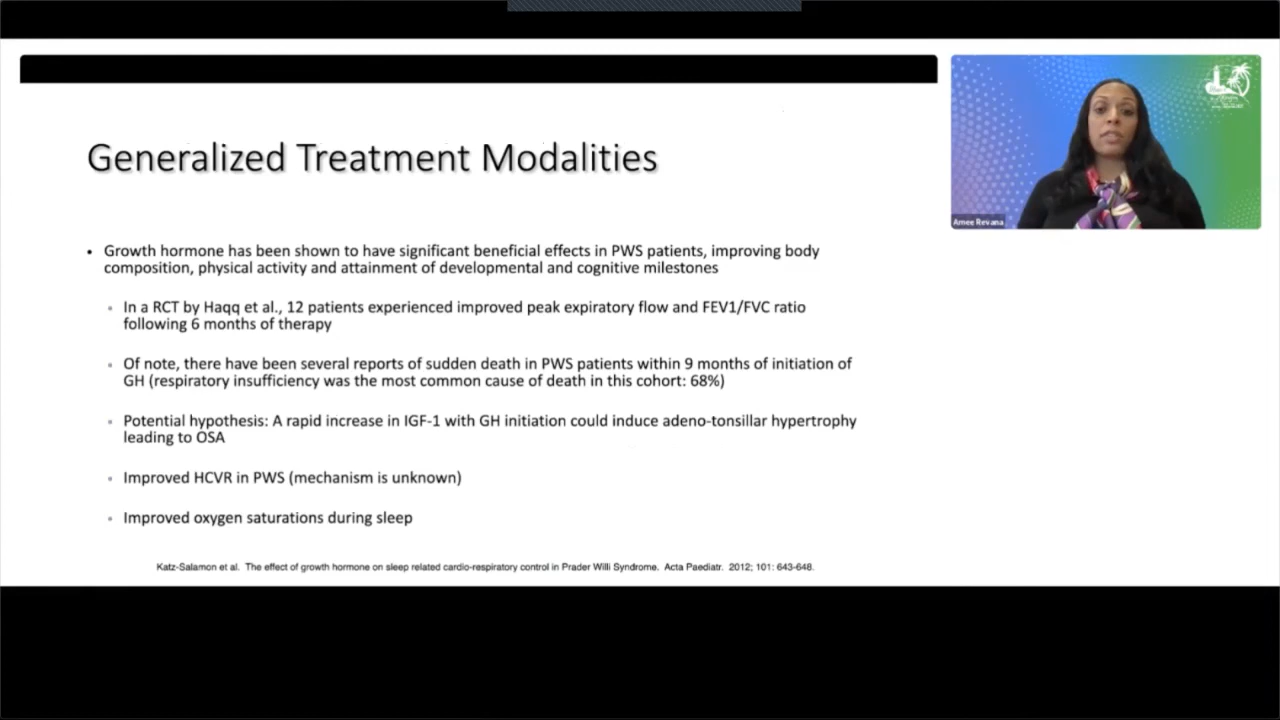 Generalized Treatment Modalities
• Growth hormone has been shown to have significant beneficial effects in PWS patients, improving body
composition, physical activity and attainment of developmental and cognitive milestones
▪ In a RCT by Haqq et al., 12 patients experienced improved peak expiratory flow and FEV1/FVC ratio
following 6 months of therapy
▪ Of note, there have been several reports of sudden death in PWS patients within 9 months of initiation of
GH (respiratory insufficiency was the most common cause of death in this cohort: 68%)
▪ Potential hypothesis: A rapid increase in IGF-1 with GH initiation could induce adeno-tonsillar hypertrophy
leading to OSA
▪ Improved HCVR in PWS (mechanism is unknown)
▪ Improved oxygen saturations during sleep
Katz-Salamon et al. The effect of growth hormone on sleep related cardio-respiratory control in Prader Willi Syndrome. Acta Paediatr. 2012; 101: 643-648.
Amee Revana